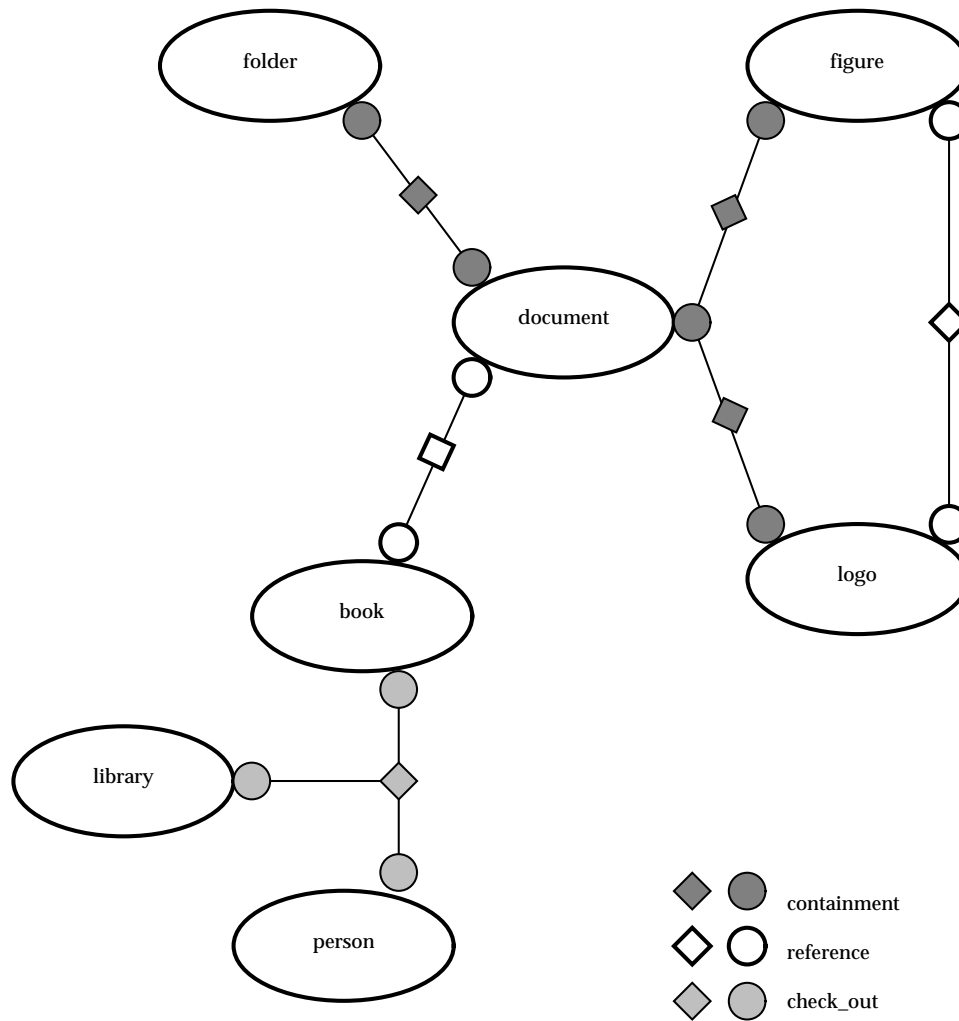 folder
figure
document
logo
book
library
person
containment
reference
check_out